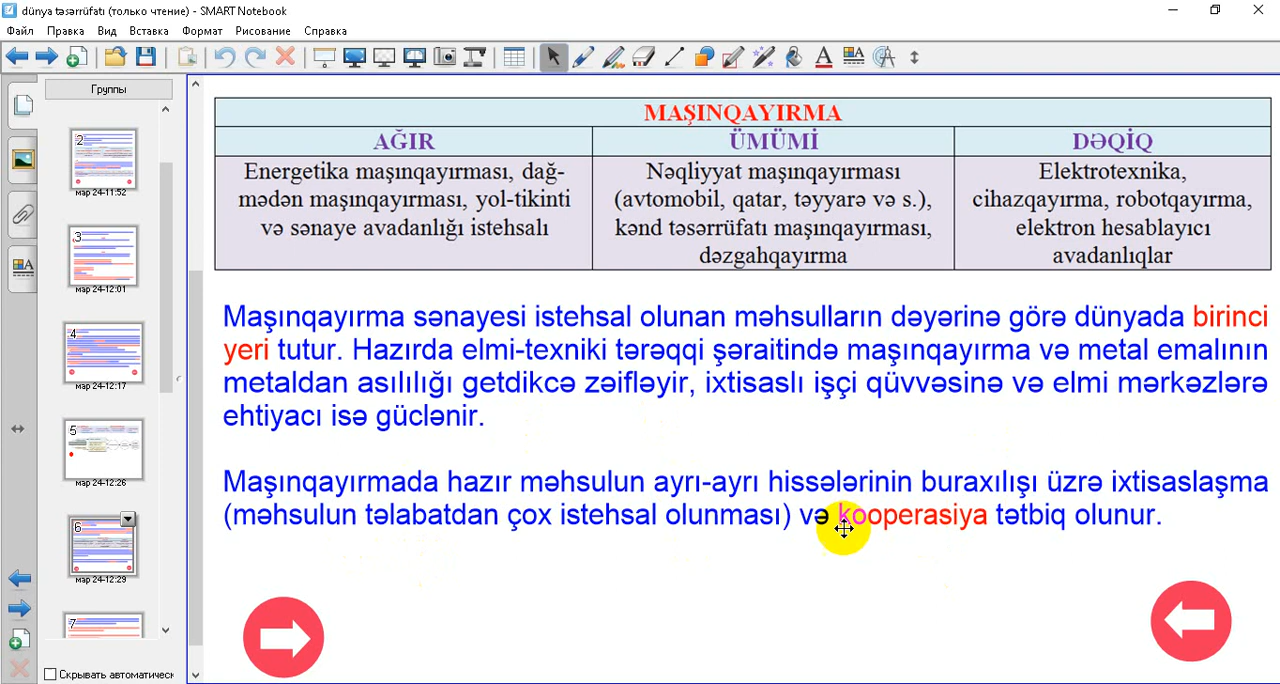 dünya təsərrüfatı (только чтение) - SMART Notebook
Файл Правка Вид Вставка Формат Рисование Справка
Группы
2
мар 24-11:52
3
мар 24-12:01
4
мар 24-12:17
5
мар 24-12:26
6
мар 24-12:29
7
Скрывать автоматическ
MAŞINQAYIRMA
AĞIR ÜMÜMİ DƏQİQ
Energetika maşınqayırması, dağ-
mədən maşınqayırması, yol-tikinti
və sənaye avadanlığı istehsalı
Nəqliyyat maşınqayırması
(avtomobil, qatar, təyyarə və s.),
kənd təsərrüfatı maşınqayırması,
dəzgahqayırma
Elektrotexnika,
cihazqayırma, robotqayırma,
elektron hesablayıcı
avadanlıqlar
Maşınqayırma sənayesi istehsal olunan məhsulların dəyərinə görə dünyada birinci
yeri tutur. Hazırda elmi-texniki tərəqqi şəraitində maşınqayırma və metal emalının
metaldan asılılığı getdikcə zəifləyir, ixtisaslı işçi qüvvəsinə və elmi mərkəzlərə
ehtiyacı isə güclənir.
Maşınqayırmada hazır məhsulun ayrı-ayrı hissələrinin buraxılışı üzrə ixtisaslaşma
(məhsulun tələbatdan çox istehsal olunması) və kooperasiya tətbiq olunur.